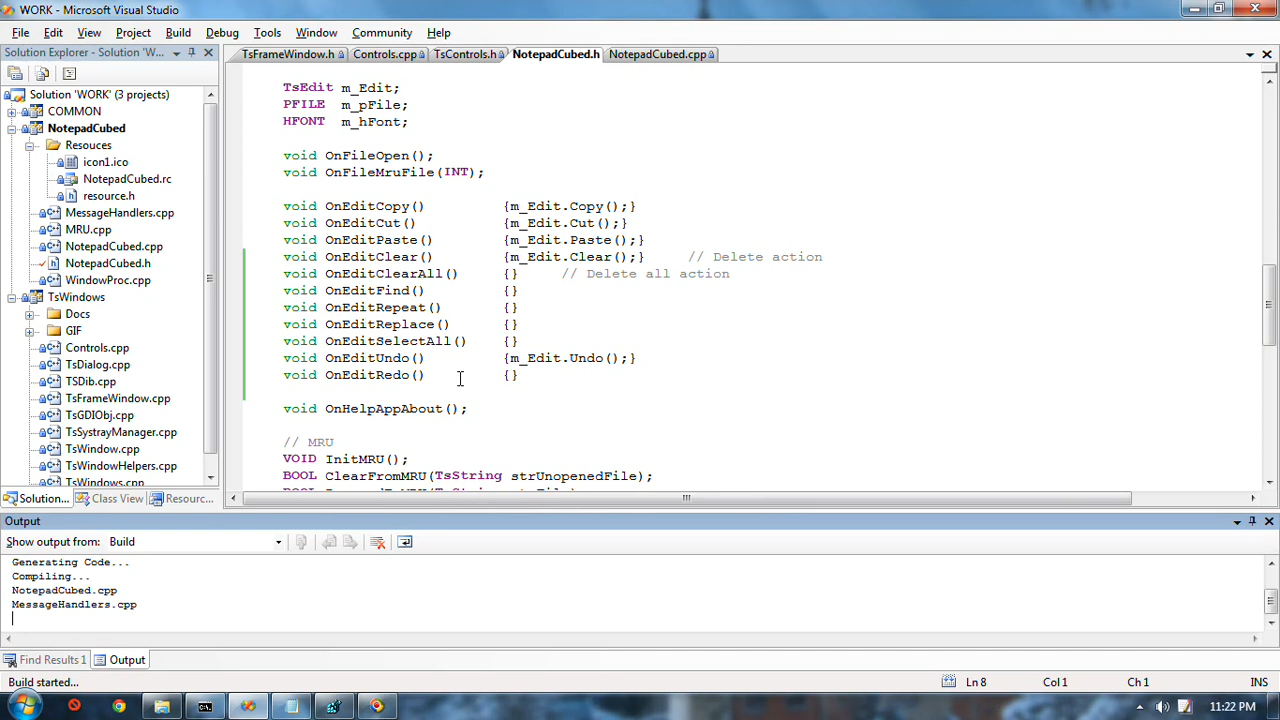 WORK - Microsoft Visual Studio
File Edit View Project Build Debug Tools Window Community Help
Solution Explorer - Solution 'W...
TsFrameWindow.h Controls.cpp TsControls.h NotepadCubed.h NotepadCubed.cpp
Solution 'WORK' (3 projects)
COMMON
NotepadCubed
Resouces
icon1.ico
NotepadCubed.rc
resource.h
MessageHandlers.cpp
MRU.cpp
NotepadCubed.cpp
NotepadCubed.h
WindowProc.cpp
TsWindows
Docs
GIF
Controls.cpp
TsDialog.cpp
TSDib.cpp
TsFrameWindow.cpp
TsGDIObj.cpp
TsSystrayManager.cpp
TsWindow.cpp
TsWindowHelpers.cpp
TsWindows.cpp
Solution... Class View Resourc...
TsEdit m_Edit;
PFILE m_pFile;
HFONT m_hFont;
void OnFileOpen();
void OnFileMruFile(INT);
void OnEditCopy() {m_Edit.Copy();}
void OnEditCut() {m_Edit.Cut();}
void OnEditPaste() {m_Edit.Paste();}
void OnEditClear() {m_Edit.Clear();} // Delete action
void OnEditClearAll() {} // Delete all action
void OnEditFind() {}
void OnEditRepeat() {}
void OnEditReplace() {}
void OnEditSelectAll() {}
void OnEditUndo() {m_Edit.Undo();}
void OnEditRedo() {}
void OnHelpAppAbout();
// MRU
VOID InitMRU();
BOOL ClearFromMRU(TsString strUnopenedFile);
Output
Show output from: Build
Generating Code...
Compiling...
NotepadCubed.cpp
MessageHandlers.cpp
Find Results 1 Output
Build started... Ln 8 Col 1 Ch 1 INS
11:22 PM